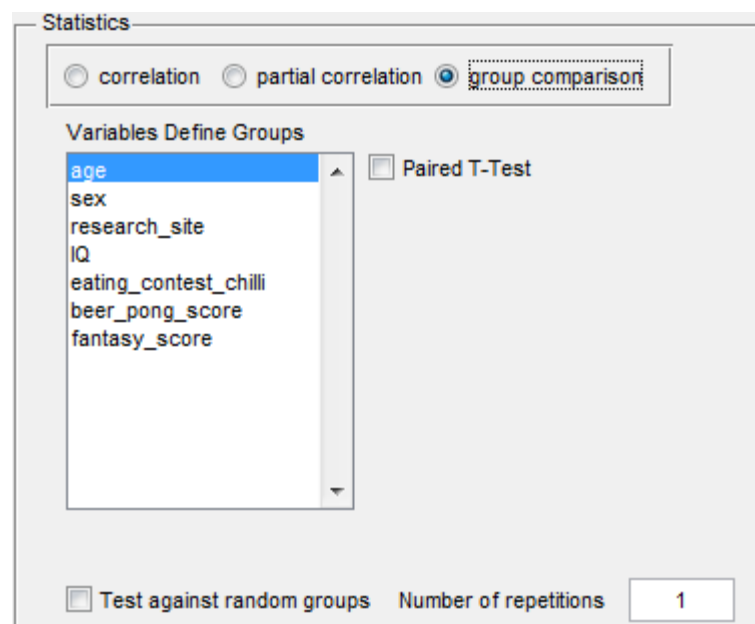 Statistics
correlation partial correlation group comparison
Variables Define Groups
age
Paired T-Test
sex
research_site
IQ
eating_contest_chilli
beer_pong_score
fantasy_score
Test against random groups Number of repetitions 1